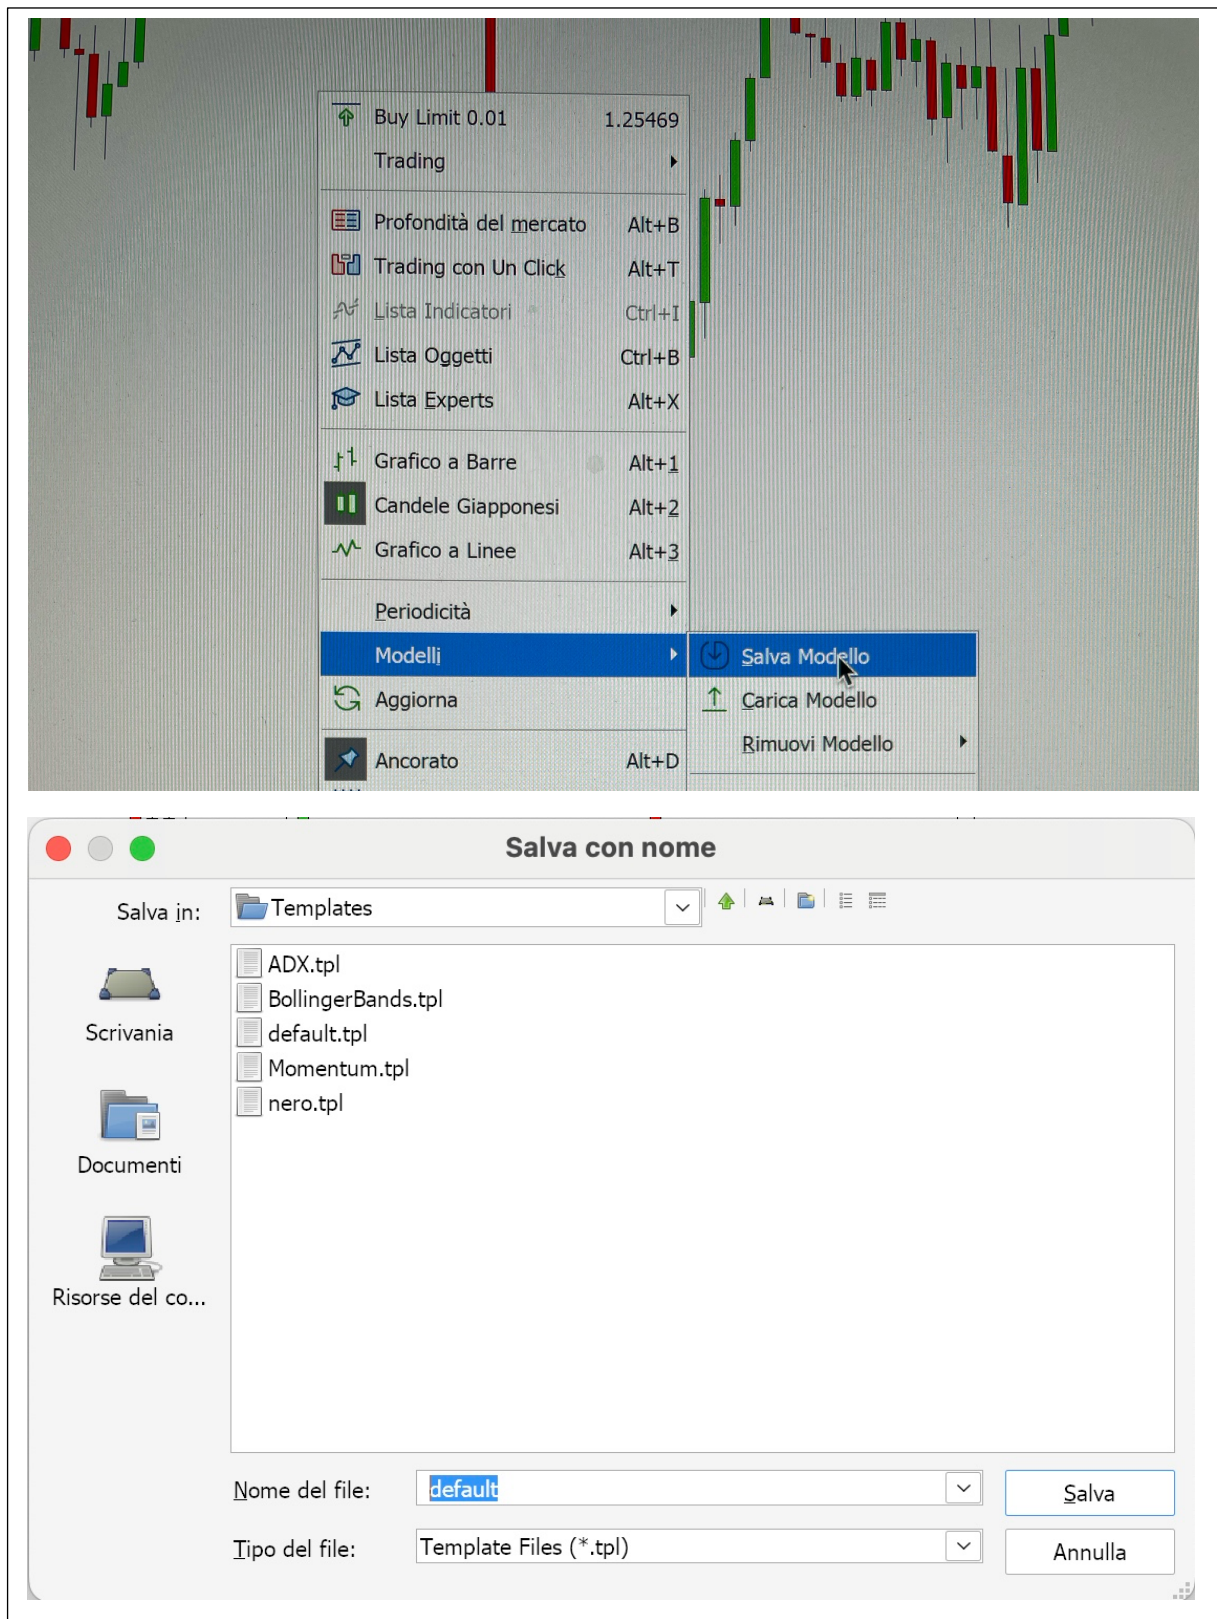 Buy Limit 0.01 1.25469
Trading
Profondità del mercato Alt+B
Trading con Un Click Alt+T
Lista Indicatori Ctrl+I
Lista Oggetti Ctrl+B
Lista Experts Alt+X
Grafico a Barre Alt+1
Candele Giapponesi Alt+2
Grafico a Linee Alt+3
Periodicità
Modelli
Salva Modello
Aggiorna
Carica Modello
Rimuovi Modello
Ancorato Alt+D
Salva con nome
Salva in: Templates
ADX.tpl
BollingerBands.tpl
default.tpl
Momentum.tpl
nero.tpl
Scrivania
Documenti
Risorse del co...
Nome del file: default Salva
Tipo del file: Template Files (*.tpl) Annulla